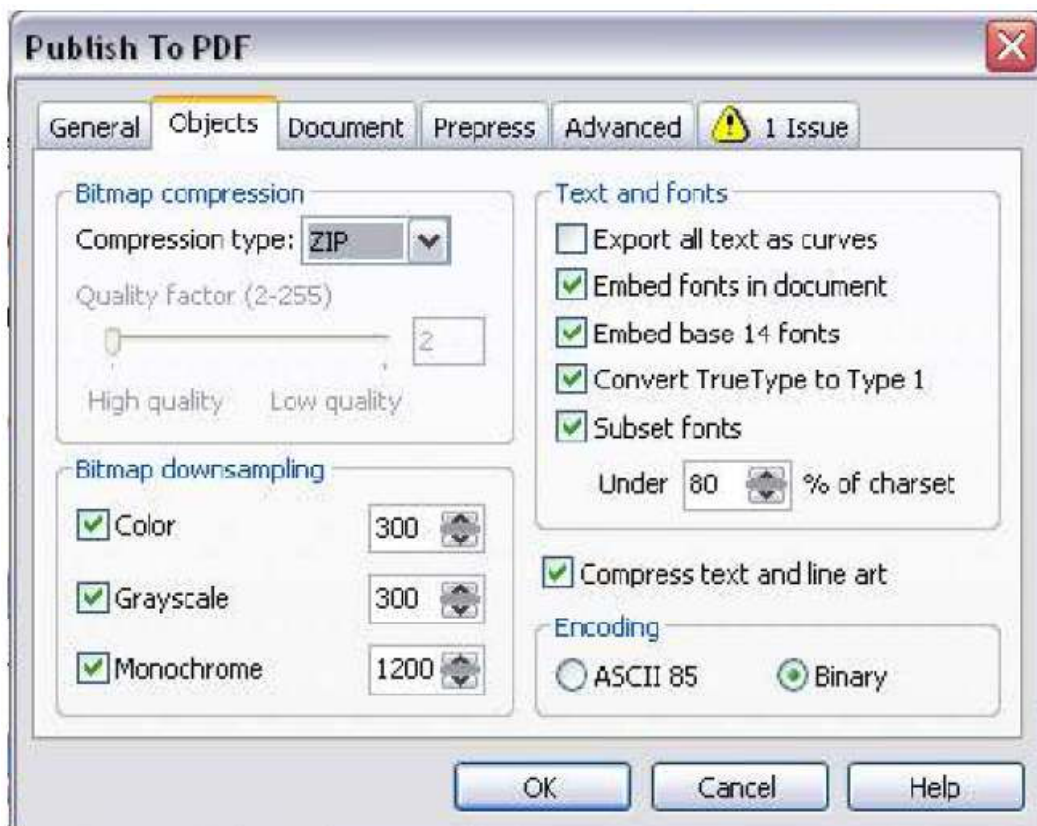 Publish To PDF
General Objects Document Prepress Advanced 1 Issue
Bitmap compression
Compression type: ZIP
Quality factor (2-255)
2
High quality Low quality
Bitmap downsampling
Color 300
Grayscale 300
Monochrome 1200
Text and fonts
Export all text as curves
Embed fonts in document
Embed base 14 fonts
Convert TrueType to Type 1
Subset fonts
Under 80 % of charset
Compress text and line art
Encoding
ASCII 85 Binary
OK Cancel Help